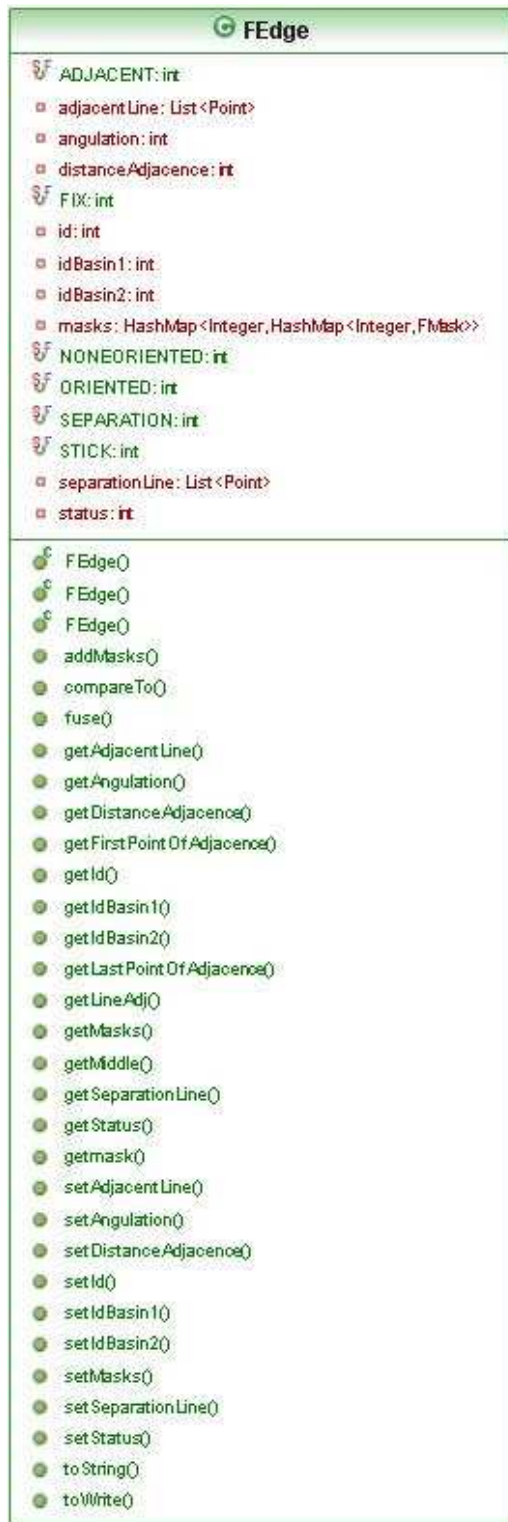 FEdge
ADJACENT: int
adjacentLine: List<Point>
angulation: int
distanceAdjacence: int
FIX: int
id: int
idBasin1: int
idBasin2: int
masks: HashMap<Integer,HashMap<Integer,FMask>>
NONEORIENTED: int
ORIENTED: int
SEPARATION: int
STICK: int
separationLine: List<Point>
status: int
FEdge()
FEdge()
FEdge()
addMasks()
compareTo()
fuse()
getAdjacentLine()
getAngulation()
getDistanceAdjacence()
getFirstPointOfAdjacence()
getId()
getIdBasin1()
getIdBasin2()
getLastPointOfAdjacence()
getLineAdj()
getMasks()
getMiddle()
getSeparationLine()
getStatus()
getmask()
setAdjacentLine()
setAngulation()
setDistanceAdjacence()
setId()
setIdBasin1()
setIdBasin2()
setMasks()
setSeparationLine()
setStatus()
toString()
toWrite()